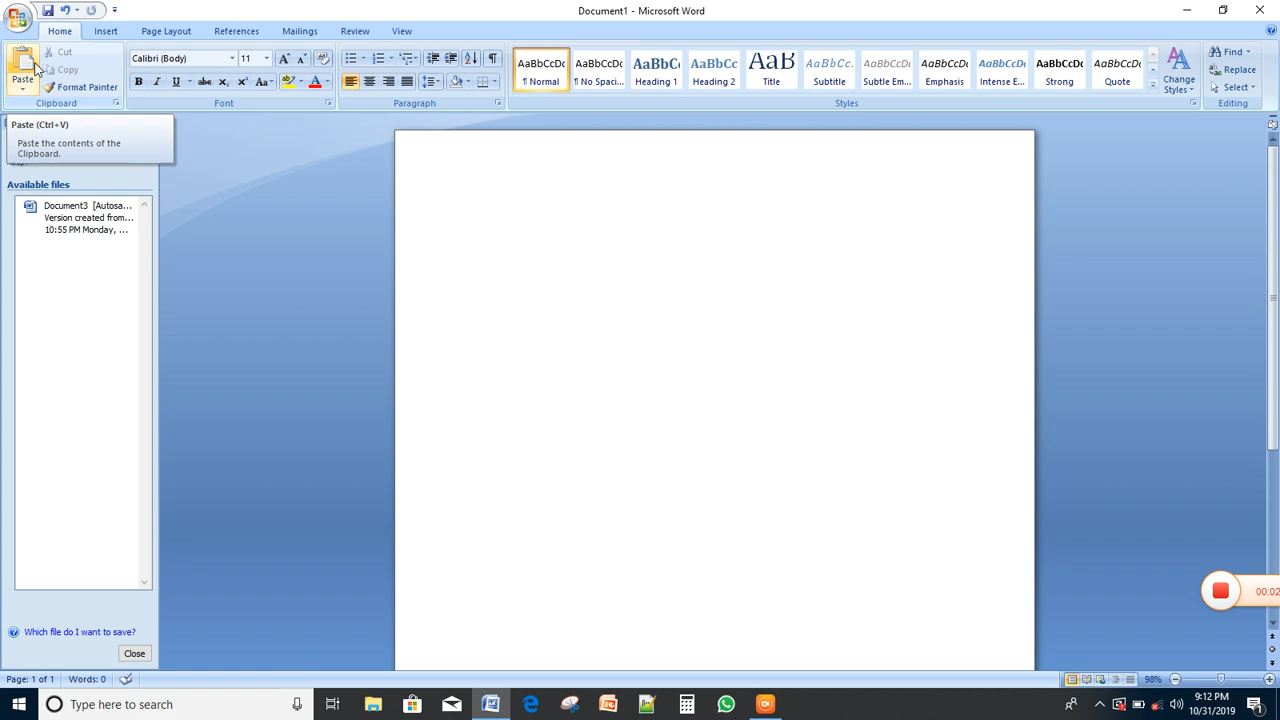 Document1 - Microsoft Word
Home Insert Page Layout References Mailings Review View
Paste
Cut
Copy
Format Painter
Clipboard
Calibri (Body) 11
B I U abc X₂ X² Aa
Font
Paragraph
AaBbCcDc AaBbCcDc AaBbC AaBbCc AaB AaBbCc. AaBbCcDc AaBbCcDc AaBbCcDc AaBbCcDc AaBbCcDc
¶ Normal ¶ No Spaci... Heading 1 Heading 2 Title Subtitle Subtle Em... Emphasis Intense E... Strong Quote
Styles
Change
Styles
Find
Replace
Select
Editing
Paste (Ctrl+V)
Paste the contents of the
Clipboard.
Available files
Document3 [Autosa...
Version created from...
10:55 PM Monday, ...
Which file do I want to save?
Close
00:02
Page: 1 of 1 Words: 0
98%
Type here to search
9:12 PM
10/31/2019